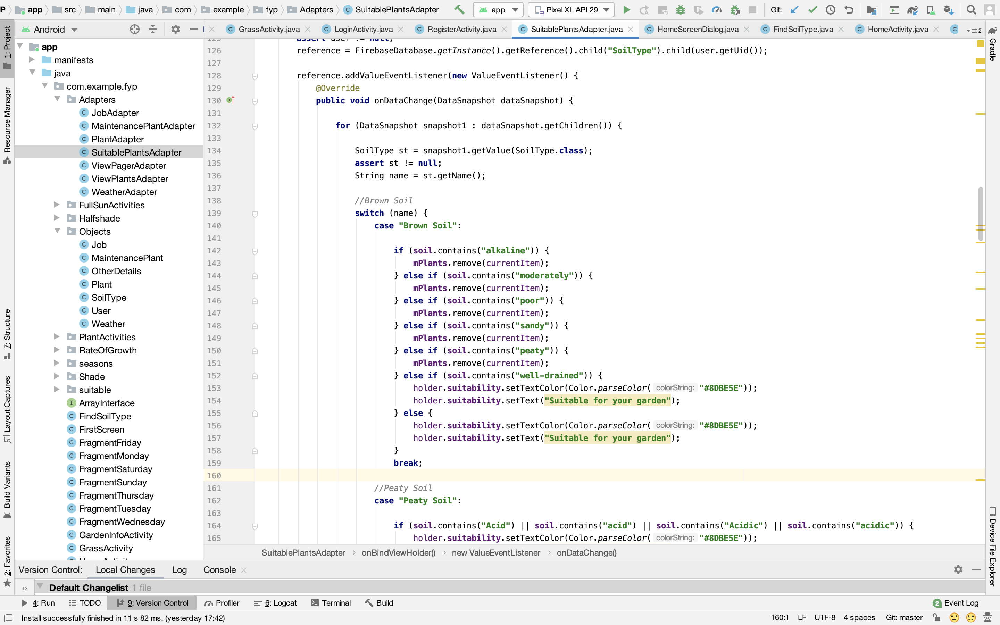 P app src main java com example fyp Adapters SuitablePlantsAdapter app Pixel XL API 29 Git:
Android
GrassActivity.java LoginActivity.java RegisterActivity.java SuitablePlantsAdapter.java HomeScreenDialog.java FindSoilType.java HomeActivity.java 2
1: Project
Resource Manager
7: Structure
Layout Captures
Build Variants
2: Favorites
app
manifests
java
com.example.fyp
Adapters
JobAdapter
MaintenancePlantAdapter
PlantAdapter
SuitablePlantsAdapter
ViewPagerAdapter
ViewPlantsAdapter
WeatherAdapter
FullSunActivities
Halfshade
Objects
Job
MaintenancePlant
OtherDetails
Plant
SoilType
User
Weather
PlantActivities
RateOfGrowth
seasons
Shade
suitable
ArrayInterface
FindSoilType
FirstScreen
FragmentFriday
FragmentMonday
FragmentSaturday
FragmentSunday
FragmentThursday
FragmentTuesday
FragmentWednesday
GardenInfoActivity
GrassActivity
125 assert user != null;
126 reference = FirebaseDatabase.getInstance().getReference().child("SoilType").child(user.getUid());
127
128 reference.addValueEventListener(new ValueEventListener() {
129 @Override
130 public void onDataChange(DataSnapshot dataSnapshot) {
131
132 for (DataSnapshot snapshot1 : dataSnapshot.getChildren()) {
133
134 SoilType st = snapshot1.getValue(SoilType.class);
135 assert st != null;
136 String name = st.getName();
137
138 //Brown Soil
139 switch (name) {
140 case "Brown Soil":
141
142 if (soil.contains("alkaline")) {
143 mPlants.remove(currentItem);
144 } else if (soil.contains("moderately")) {
145 mPlants.remove(currentItem);
146 } else if (soil.contains("poor")) {
147 mPlants.remove(currentItem);
148 } else if (soil.contains("sandy")) {
149 mPlants.remove(currentItem);
150 } else if (soil.contains("peaty")) {
151 mPlants.remove(currentItem);
152 } else if (soil.contains("well-drained")) {
153 holder.suitability.setTextColor(Color.parseColor( colorString: "#8DBE5E"));
154 holder.suitability.setText("Suitable for your garden");
155 } else {
156 holder.suitability.setTextColor(Color.parseColor( colorString: "#8DBE5E"));
157 holder.suitability.setText("Suitable for your garden");
158 }
159 break;
160
161 //Peaty Soil
162 case "Peaty Soil":
163
164 if (soil.contains("Acid") || soil.contains("acid") || soil.contains("Acidic") || soil.contains("acidic")) {
165 holder.suitability.setTextColor(Color.parseColor( colorString: "#8DBE5E"));
SuitablePlantsAdapter › onBindViewHolder() › new ValueEventListener › onDataChange()
Gradle
Device File Explorer
Version Control: Local Changes Log Console
Default Changelist 1 file
4: Run TODO 9: Version Control Profiler 6: Logcat Terminal Build 2 Event Log
Install successfully finished in 11 s 82 ms. (yesterday 17:42) 160:1 LF UTF-8 4 spaces Git: master